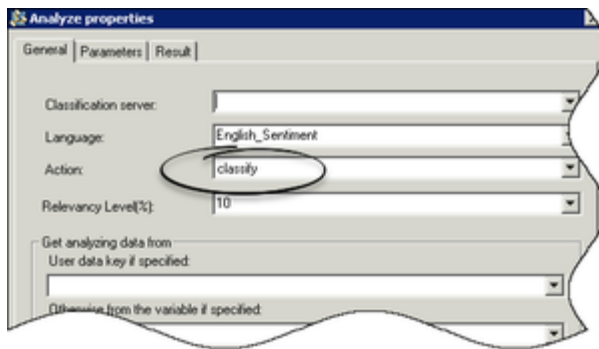 Analyze properties
General Parameters Result
Classification server:
Language: English_Sentiment
Action: classify
Relevancy Level(%): 10
Get analyzing data from
User data key if specified:
Otherwise from the variable if specified: